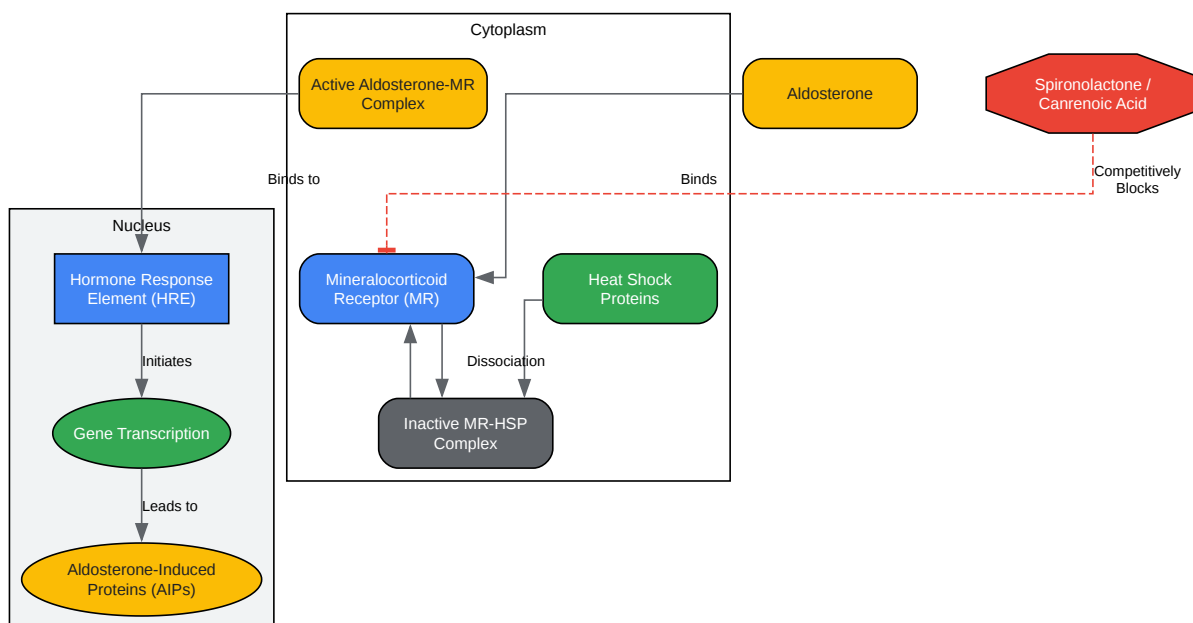 Cytoplasm
Active Aldosterone-MR
Complex
Aldosterone
Spironolactone /
Canrenoic Acid
Binds to
Binds
Competitively
Blocks
Nucleus
Hormone Response
Element (HRE)
Mineralocorticoid
Receptor (MR)
Heat Shock
Proteins
Initiates
Dissociation
Gene Transcription
Inactive MR-HSP
Complex
Leads to
Aldosterone-Induced
Proteins (AIPs)